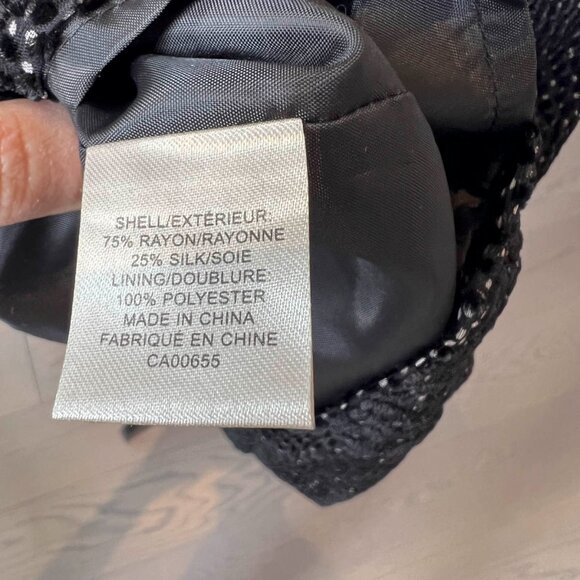 SHELL/EXTÉRIEUR:
75% RAYON/RAYONNE
25% SILK/SOIE
LINING/DOUBLURE:
100% POLYESTER
MADE IN CHINA
FABRIQUÉ EN CHINE
CA00655